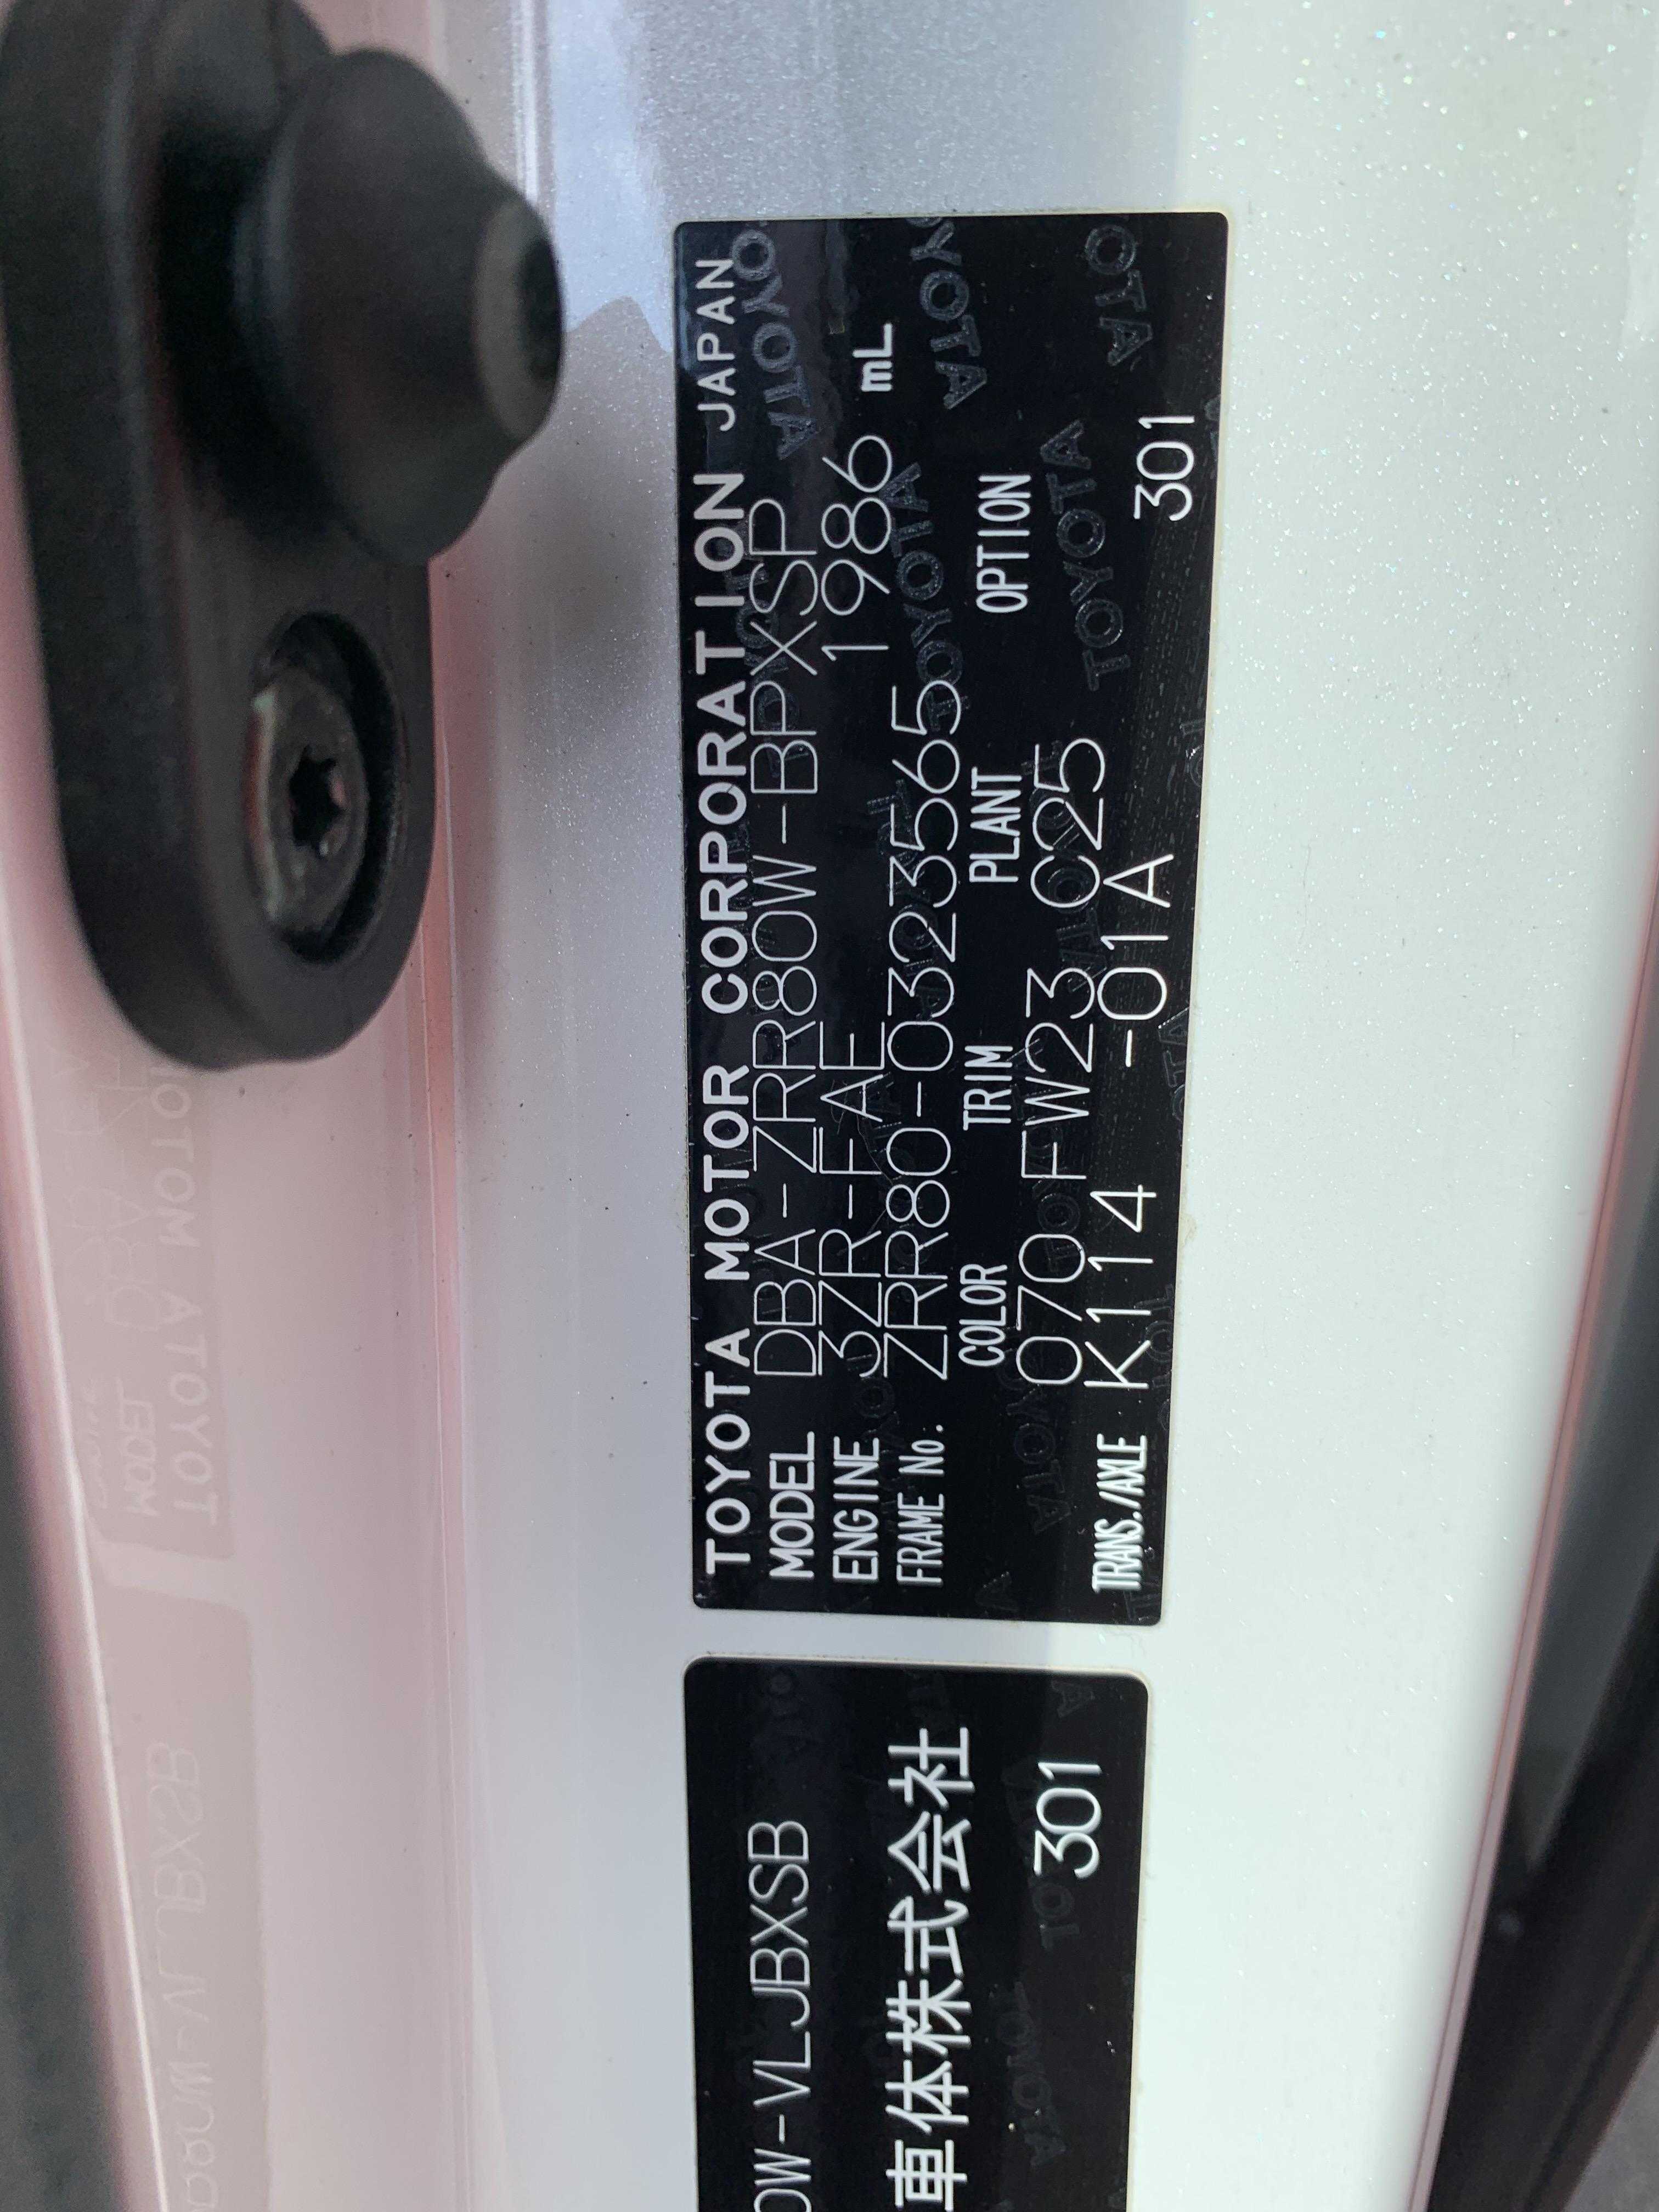 TOYOTA MOTOR CORPORATION JAPAN
MODEL DBA-ZRR80W-BPXSP
ENGINE 3ZR-FAE 1986 mL
FRAME No. ZRR80-0323565
COLOR TRIM PLANT OPTION
070 FW23 C25
TRANS./AXLE K114 -01A 301
0W-VLJBXSB
車体株式会社
301